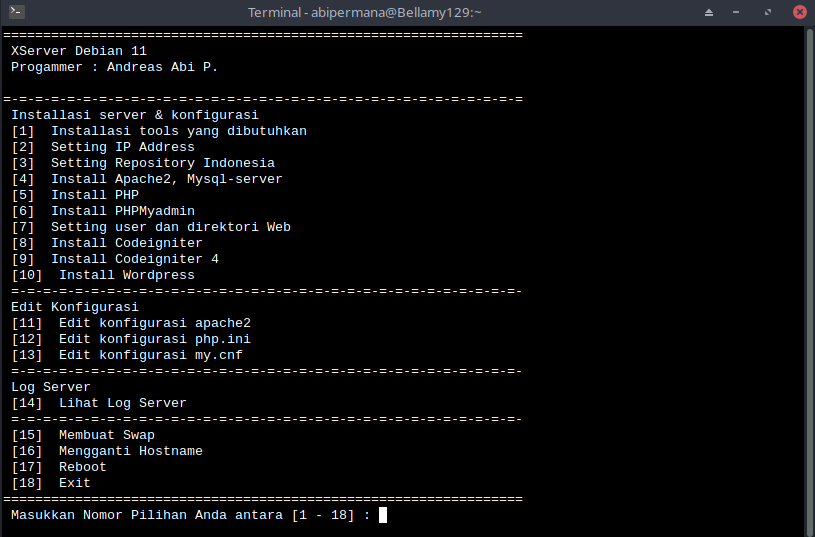 Terminal - abipermana@Bellamy129:~
=================================================================
XServer Debian 11
Progammer : Andreas Abi P.
=-=-=-=-=-=-=-=-=-=-=-=-=-=-=-=-=-=-=-=-=-=-=-=-=-=-=-=-=-=-=-=-=
Installasi server & konfigurasi
[1]  Installasi tools yang dibutuhkan
[2]  Setting IP Address
[3]  Setting Repository Indonesia
[4]  Install Apache2, Mysql-server
[5]  Install PHP
[6]  Install PHPMyadmin
[7]  Setting user dan direktori Web
[8]  Install Codeigniter
[9]  Install Codeigniter 4
[10]  Install Wordpress
=-=-=-=-=-=-=-=-=-=-=-=-=-=-=-=-=-=-=-=-=-=-=-=-=-=-=-=-=-=-=-=-
Edit Konfigurasi
[11]  Edit konfigurasi apache2
[12]  Edit konfigurasi php.ini
[13]  Edit konfigurasi my.cnf
=-=-=-=-=-=-=-=-=-=-=-=-=-=-=-=-=-=-=-=-=-=-=-=-=-=-=-=-=-=-=-=-
Log Server
[14]  Lihat Log Server
=-=-=-=-=-=-=-=-=-=-=-=-=-=-=-=-=-=-=-=-=-=-=-=-=-=-=-=-=-=-=-=-
[15]  Membuat Swap
[16]  Mengganti Hostname
[17]  Reboot
[18]  Exit
=================================================================
Masukkan Nomor Pilihan Anda antara [1 - 18] :